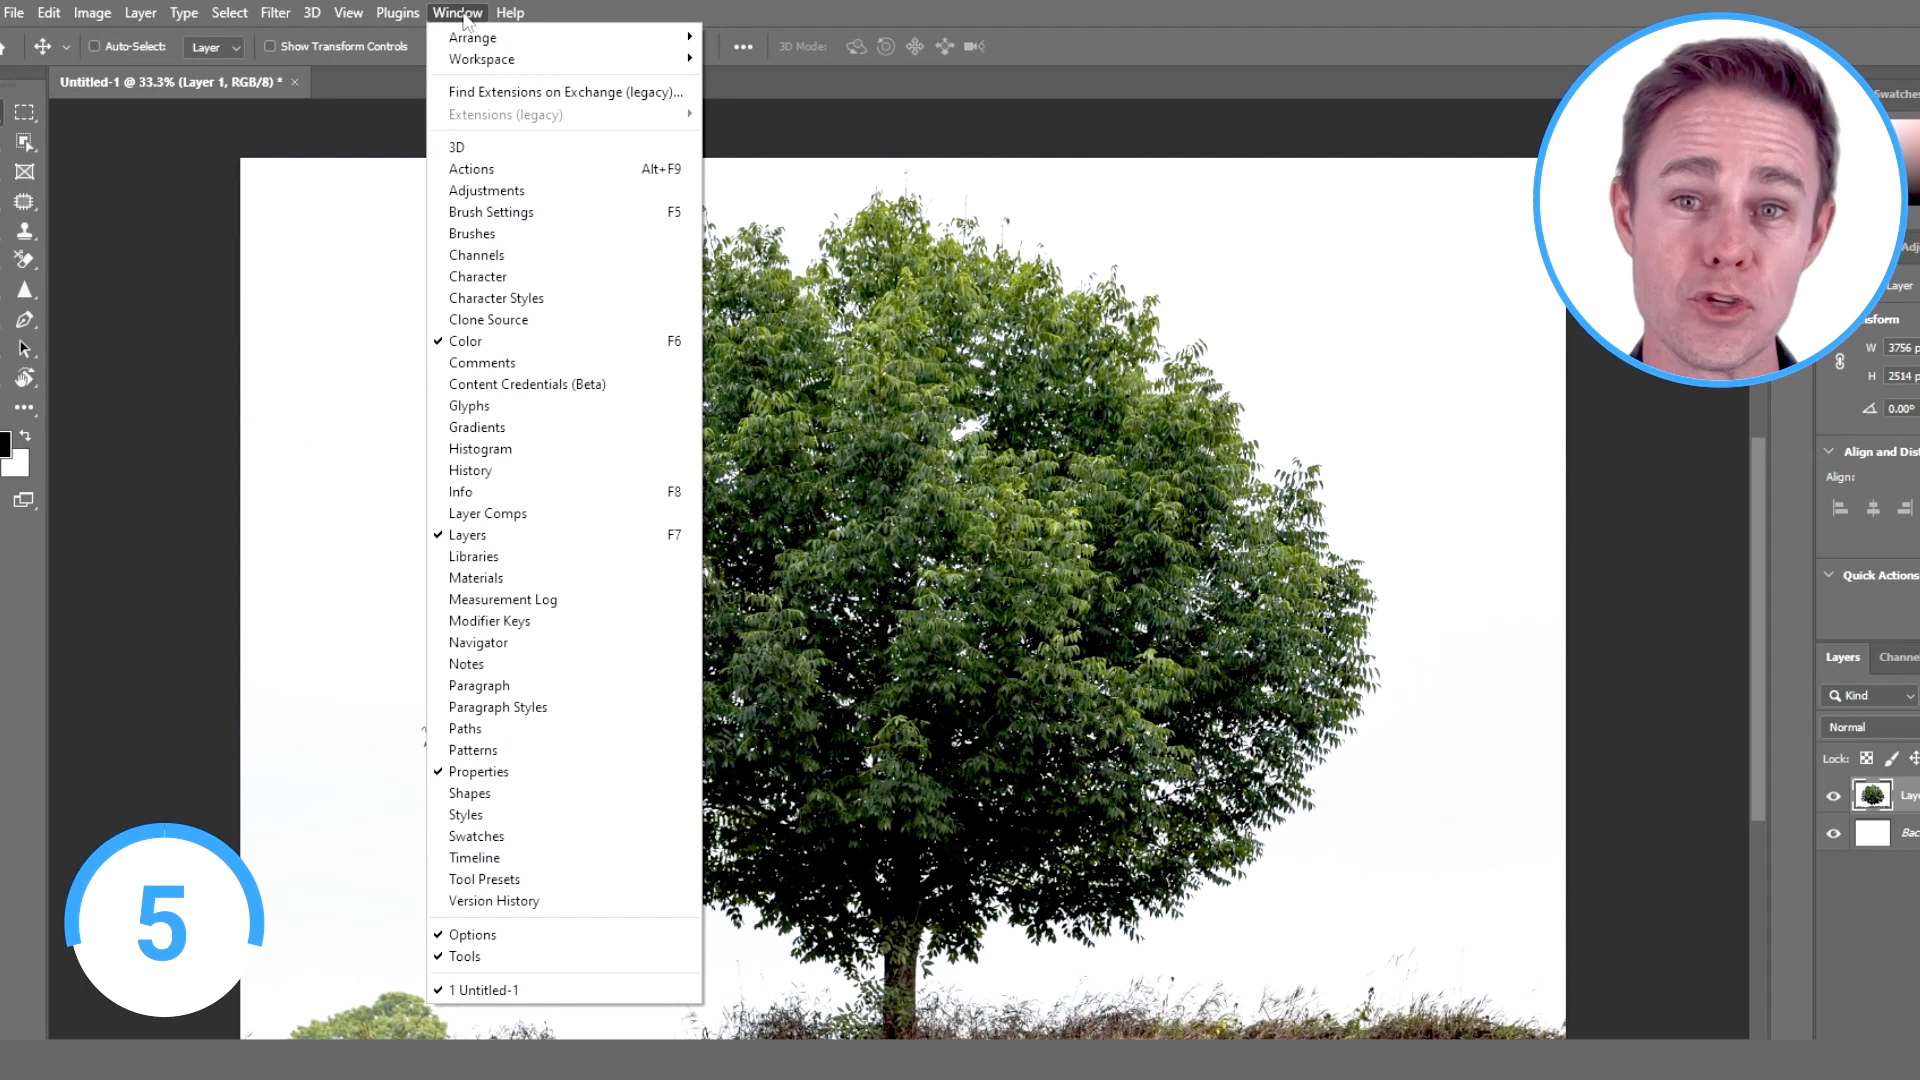 File Edit Image Layer Type Select Filter 3D View Plugins Window Help
Auto-Select: Layer Show Transform Controls 3D Mode:
Untitled-1 @ 33.3% (Layer 1, RGB/8) * ×
Arrange
Workspace
Find Extensions on Exchange (legacy)...
Extensions (legacy)
3D
Actions Alt+F9
Adjustments
Brush Settings F5
Brushes
Channels
Character
Character Styles
Clone Source
Color F6
Comments
Content Credentials (Beta)
Glyphs
Gradients
Histogram
History
Info F8
Layer Comps
Layers F7
Libraries
Materials
Measurement Log
Modifier Keys
Navigator
Notes
Paragraph
Paragraph Styles
Paths
Patterns
Properties
Shapes
Styles
Swatches
Timeline
Tool Presets
Version History
Options
Tools
1 Untitled-1
5
Swatches
Adj
Layer
sform
W 3756 p
H 2514 p
0.00°
Align and Dist
Align:
Quick Actions
Layers Channe
Kind
Normal
Lock:
Laye
Bac